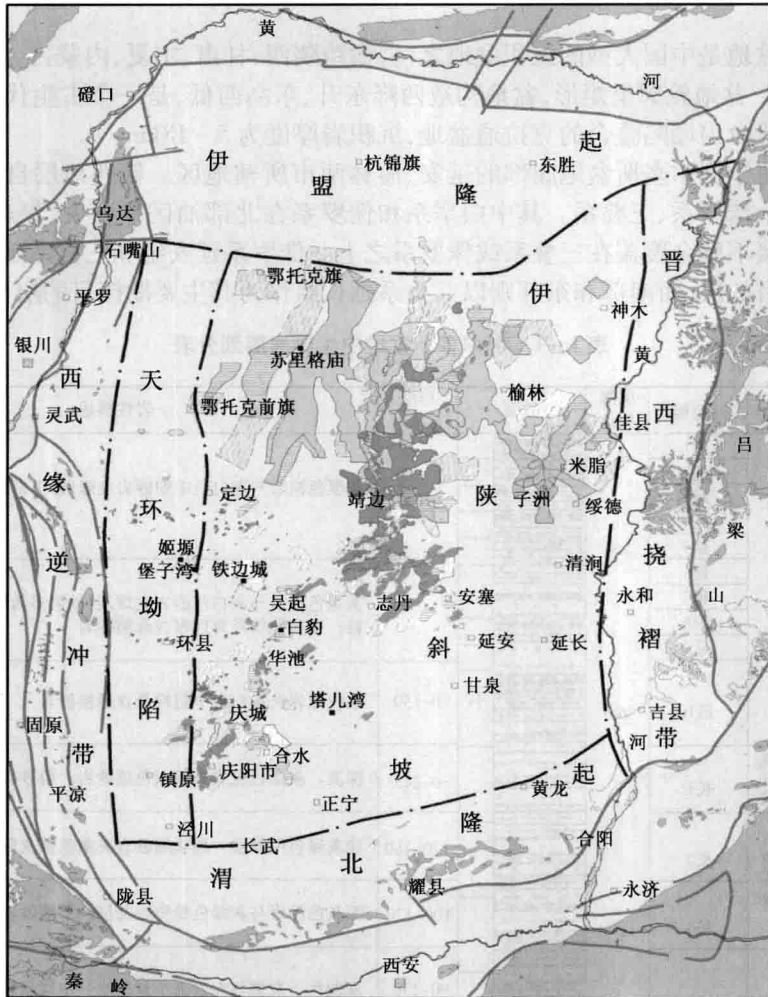 黄
河
磴口
伊
盟
隆
起
杭锦旗
东胜
乌达
石嘴山
鄂托克旗
伊
晋
平罗
神木
黄
银川
西
天
苏里格庙
榆林
灵武
鄂托克前旗
佳县
西
吕
米脂
缘
定边
靖边
陕
子洲
绥德
环
梁
逆
姬塬
堡子湾
铁边城
清涧
挠
吴起
志丹
安塞
永和
山
坳
白豹
冲
环县
华池
斜
延安
延长
褶
甘泉
陷
庆城
塔儿湾
吉县
固原
带
合水
河
带
镇原
庆阳市
坡
起
平凉
正宁
黄龙
泾川
隆
长武
北
合阳
渭
陇县
耀县
永济
西安
秦
岭